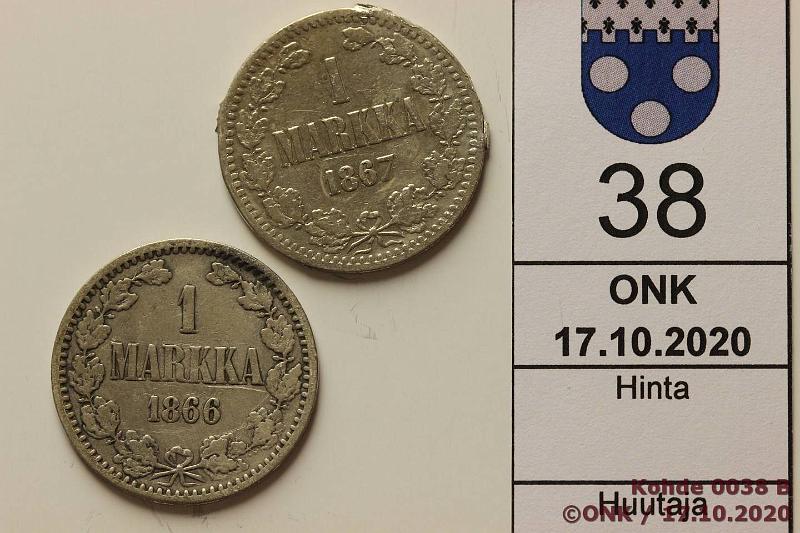 1
MARKKA
1867
1
MARKKA
1866
38
ONK
17.10.2020
Hinta
Huutaja
Kohde 0038 B
©ONK / 17.10.2020